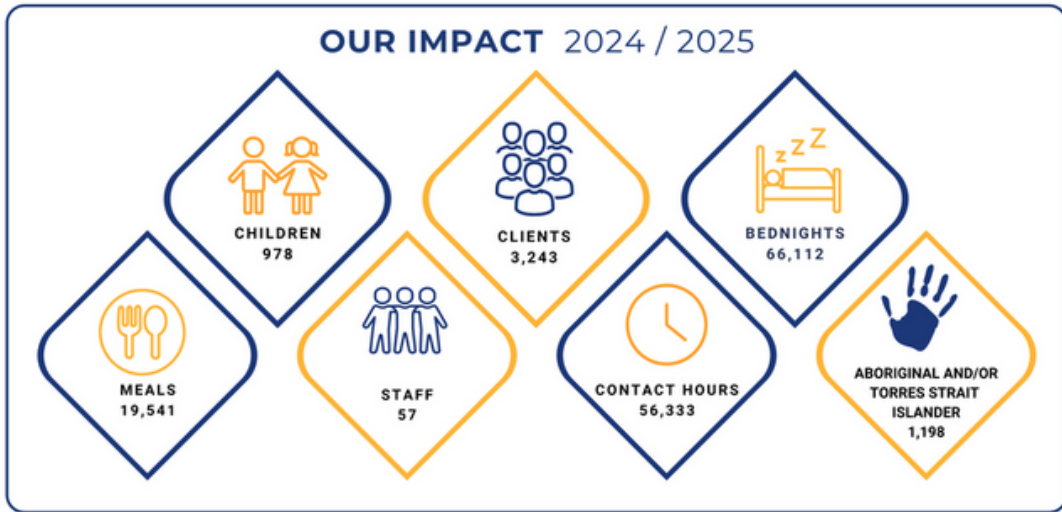 OUR IMPACT 2024 / 2025
CHILDREN
978
CLIENTS
3,243
z z Z
BEDNIGHTS
66,112
MEALS
19,541
STAFF
57
CONTACT HOURS
56,333
ABORIGINAL AND/OR
TORRES STRAIT
ISLANDER
1,198